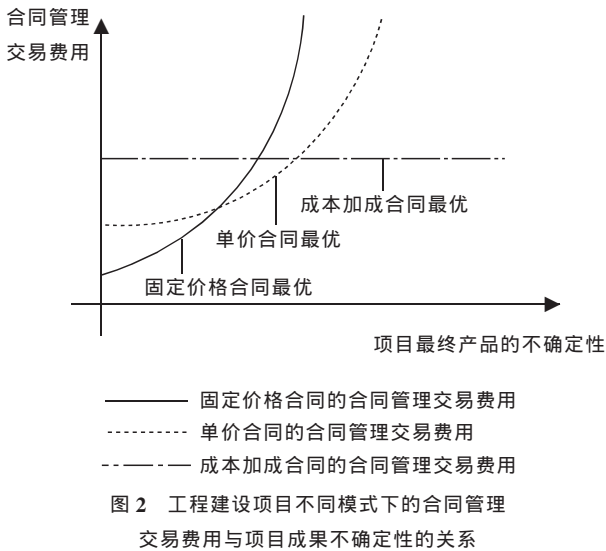 合同管理
交易费用
成本加成合同最优
单价合同最优
固定价格合同最优
项目最终产品的不确定性
固定价格合同的合同管理交易费用
单价合同的合同管理交易费用
成本加成合同的合同管理交易费用
图 2　工程建设项目不同模式下的合同管理
交易费用与项目成果不确定性的关系